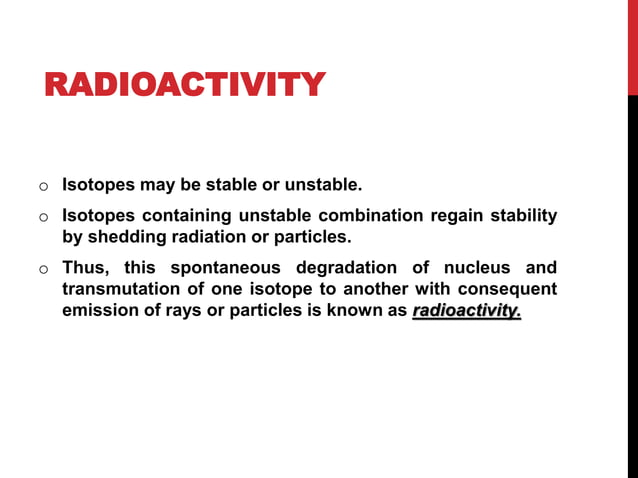 RADIOACTIVITY
o Isotopes may be stable or unstable.
o Isotopes containing unstable combination regain stability
by shedding radiation or particles.
o Thus, this spontaneous degradation of nucleus and
transmutation of one isotope to another with consequent
emission of rays or particles is known as radioactivity.